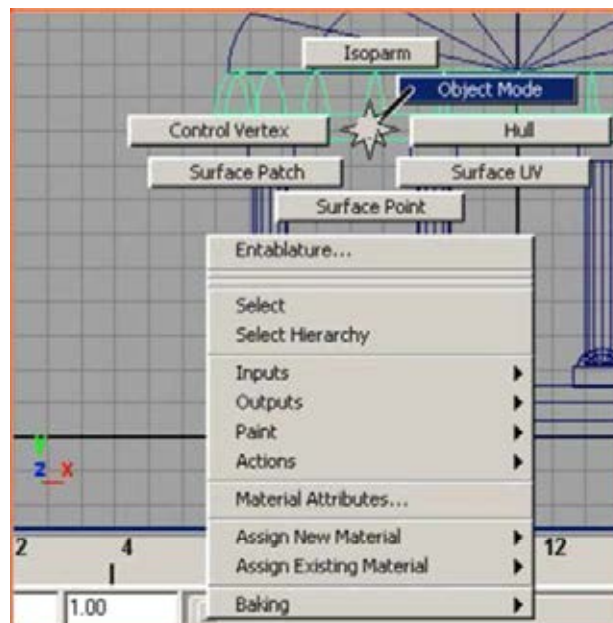 Isoparm
Object Mode
Control Vertex
Hull
Surface Patch
Surface UV
Surface Point
Entablature...
Select
Select Hierarchy
Inputs
Outputs
Paint
Actions
Material Attributes...
Assign New Material
Assign Existing Material
Baking
z x
2 4 12
1.00